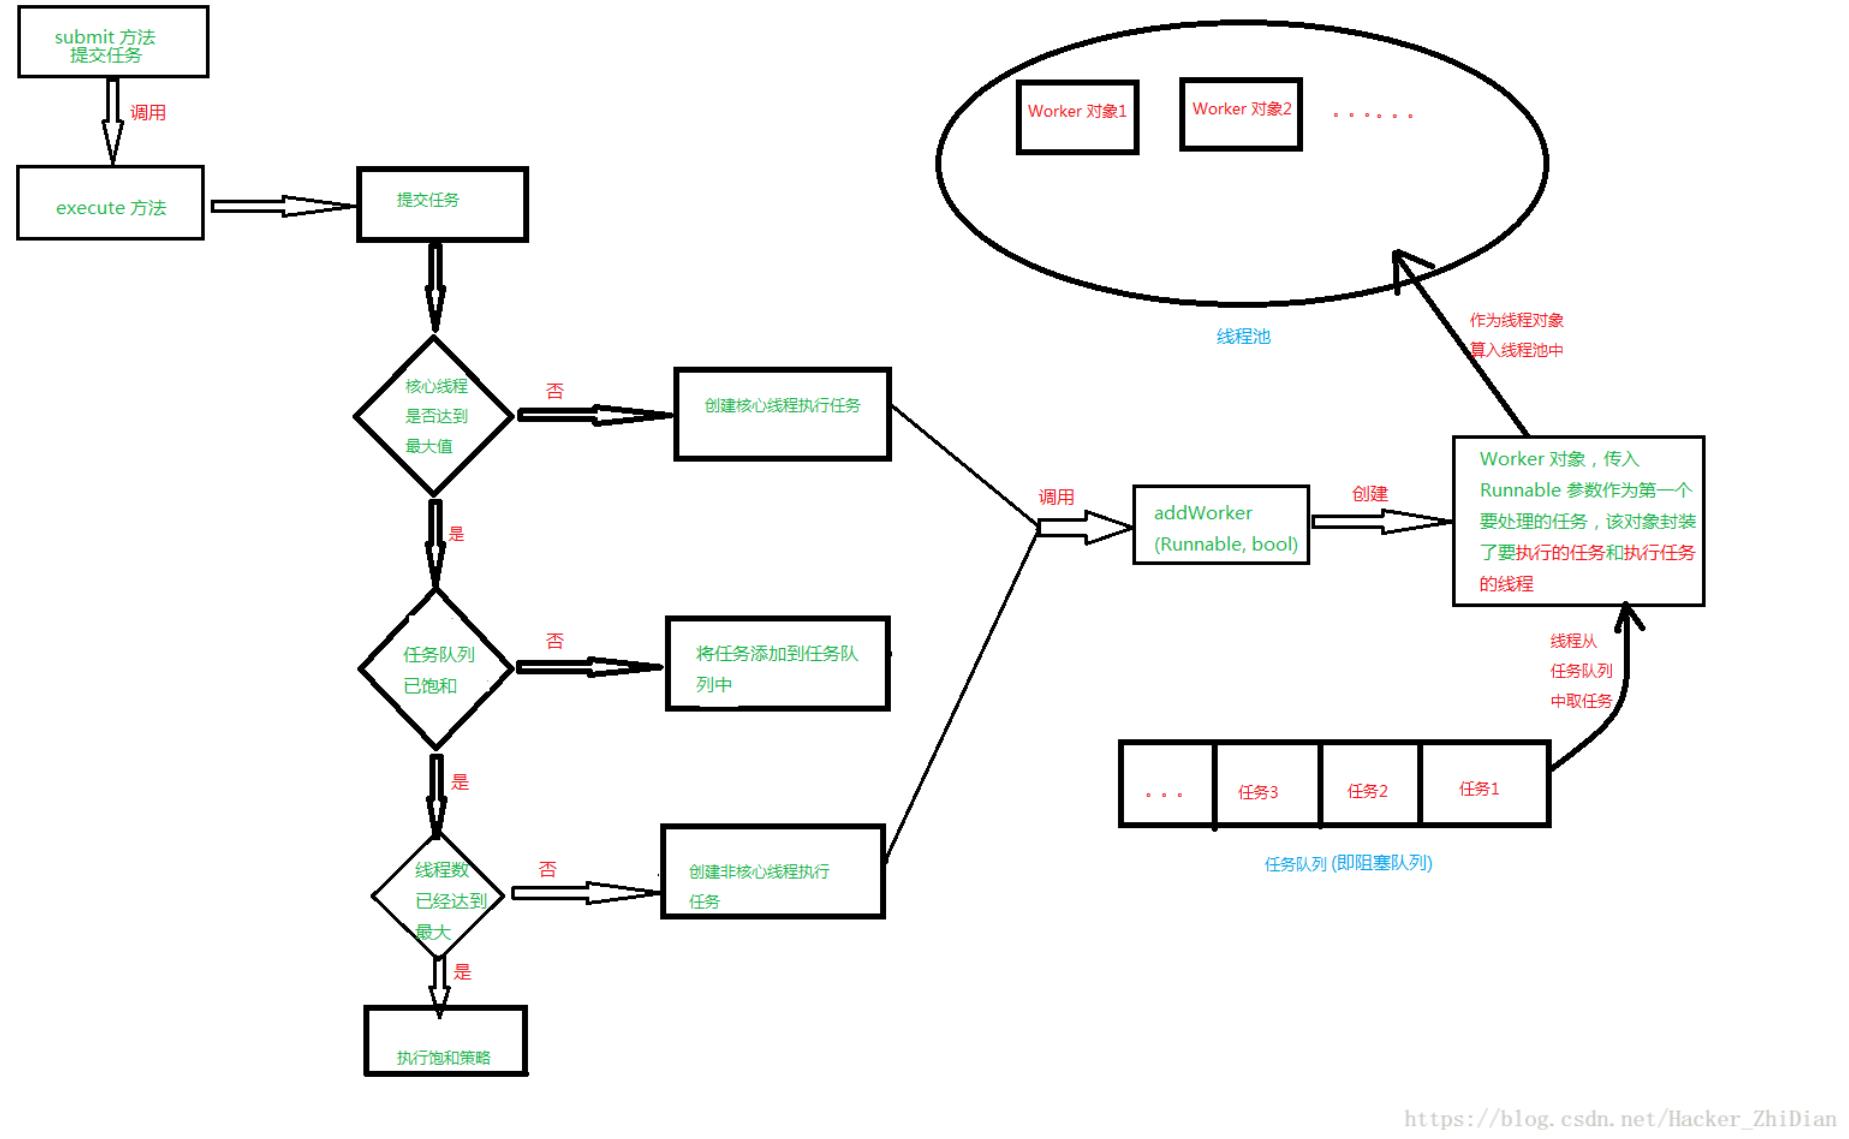 submit 方法
提交任务
调用
execute 方法
提交任务
核心线程
是否达到
最大值
否
创建核心线程执行任务
是
任务队列
已饱和
否
将任务添加到任务队
列中
是
线程数
已经达到
最大
否
创建非核心线程执行
任务
是
执行饱和策略
调用
addWorker
(Runnable, bool)
创建
Worker 对象，传入
Runnable 参数作为第一个
要处理的任务，该对象封装
了要执行的任务和执行任务
的线程
作为线程对象
算入线程池中
Worker 对象1
Worker 对象2
。。。。。。
线程池
线程从
任务队列
中取任务
。。。
任务3
任务2
任务1
任务队列 (即阻塞队列)
https://blog.csdn.net/Hacker_ZhiDian